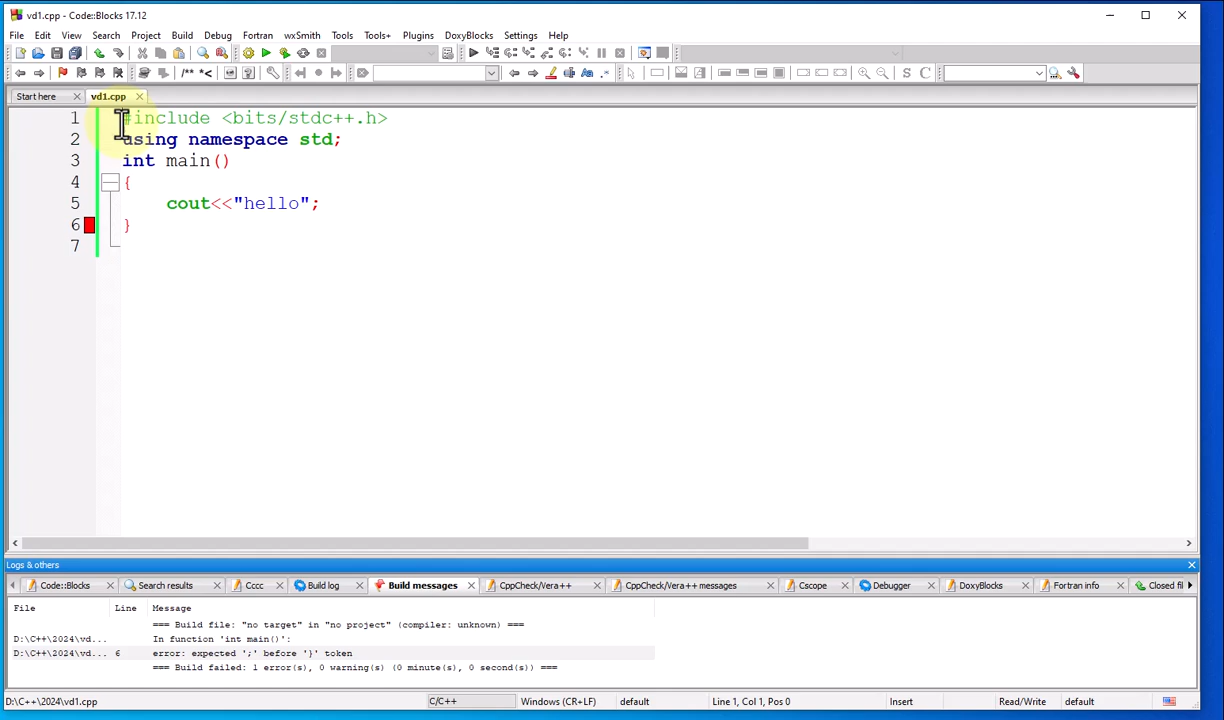 vd1.cpp - Code::Blocks 17.12
File Edit View Search Project Build Debug Fortran wxSmith Tools Tools+ Plugins DoxyBlocks Settings Help
/** *<
S C
Start here vd1.cpp
1 #include <bits/stdc++.h>
2 using namespace std;
3 int main()
4 {
5 cout<<"hello";
6 }
7
Logs & others
Code::Blocks Search results Cccc Build log Build messages CppCheck/Vera++ CppCheck/Vera++ messages Cscope Debugger DoxyBlocks Fortran info Closed fil
File Line Message
=== Build file: "no target" in "no project" (compiler: unknown) ===
D:\C++\2024\vd... In function 'int main()':
D:\C++\2024\vd... 6 error: expected ';' before '}' token
=== Build failed: 1 error(s), 0 warning(s) (0 minute(s), 0 second(s)) ===
D:\C++\2024\vd1.cpp C/C++ Windows (CR+LF) default Line 1, Col 1, Pos 0 Insert Read/Write default